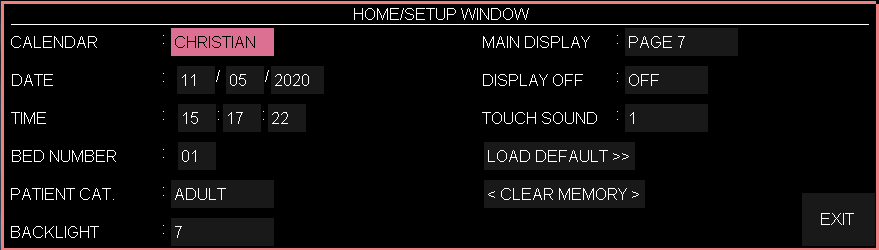 HOME/SETUP WINDOW
CALENDAR : CHRISTIAN
DATE : 11 / 05 / 2020
TIME : 15 : 17 : 22
BED NUMBER : 01
PATIENT CAT. : ADULT
BACKLIGHT : 7
MAIN DISPLAY : PAGE 7
DISPLAY OFF : OFF
TOUCH SOUND : 1
LOAD DEFAULT >>
< CLEAR MEMORY >
EXIT